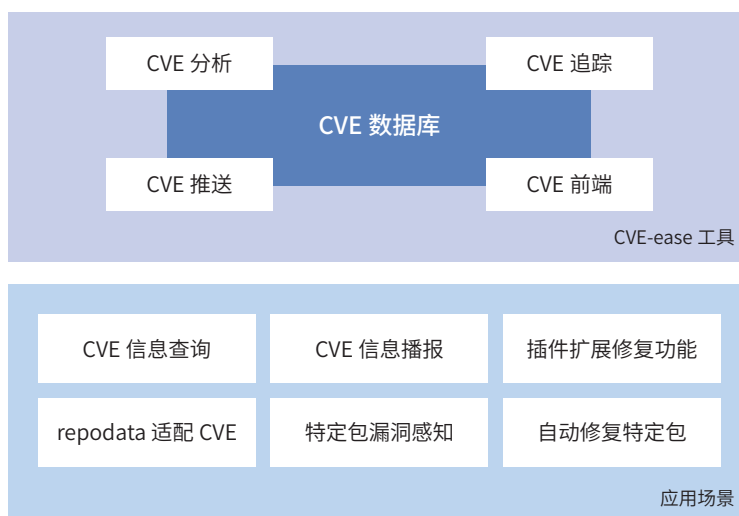 CVE 分析
CVE 追踪
CVE 数据库
CVE 推送
CVE 前端
CVE-ease 工具
CVE 信息查询
CVE 信息播报
插件扩展修复功能
repodata 适配 CVE
特定包漏洞感知
自动修复特定包
应用场景